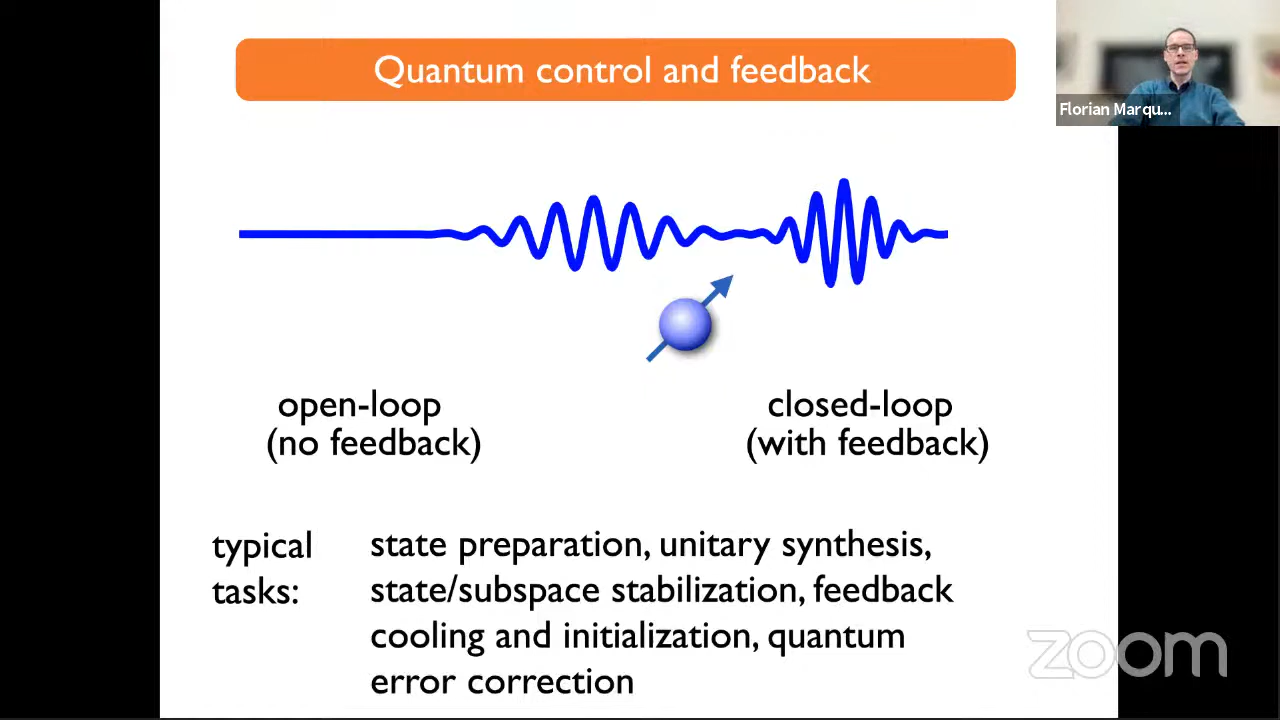 Quantum control and feedback
Florian Marqu...
open-loop
(no feedback)
closed-loop
(with feedback)
typical
tasks:
state preparation, unitary synthesis,
state/subspace stabilization, feedback
cooling and initialization, quantum
error correction
zoom